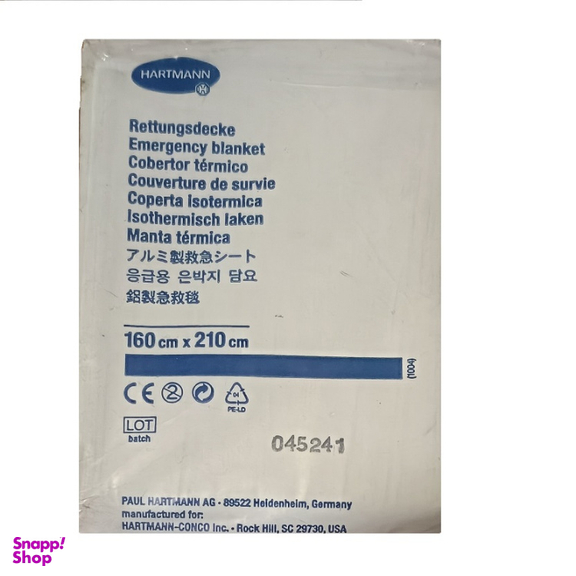 HARTMANN
Rettungsdecke
Emergency blanket
Cobertor térmico
Couverture de survie
Coperta isotermica
Isothermisch laken
Manta térmica
アルミ製救急シート
응급용 은박지 담요
鋁製急救毯
160 cm x 210 cm
(1004)
CE 2
04
PE-LD
LOT
batch
045241
PAUL HARTMANN AG · 89522 Heidenheim, Germany
manufactured for:
HARTMANN-CONCO Inc. · Rock Hill, SC 29730, USA
Snapp!
Shop